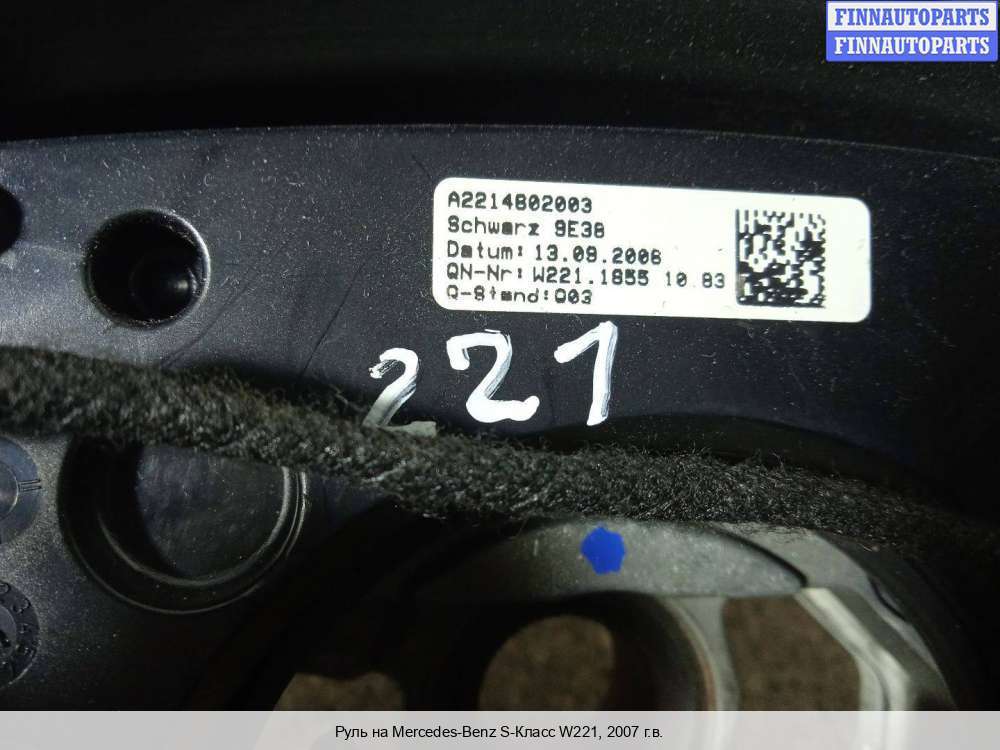 FINNAUTOPARTS
FINNAUTOPARTS
A2214802003
Schwarz 9E38
Datum: 13.09.2006
QN-Nr: W221.1855 10.83
Q-Stand:Q03
221
Руль на Mercedes-Benz S-Класс W221, 2007 г.в.